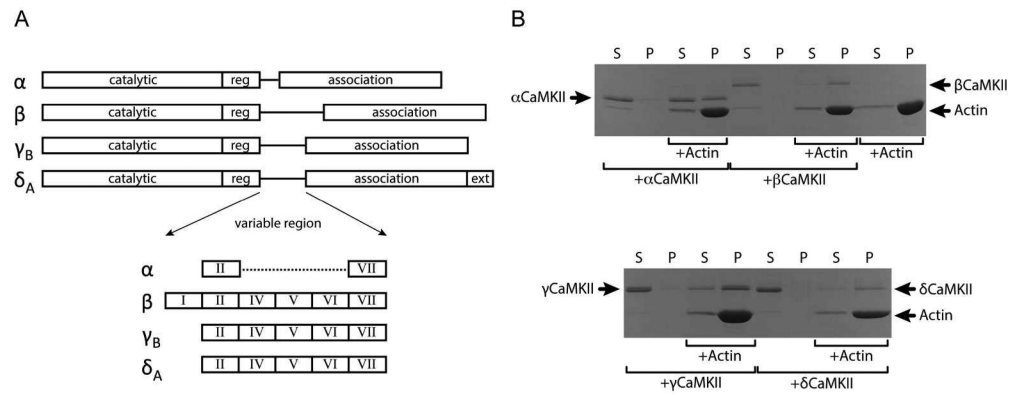 A
α catalytic reg association
β catalytic reg association
γB catalytic reg association
δA catalytic reg association ext
variable region
α II VII
β I II IV V VI VII
γB II IV V VI VII
δA II IV V VI VII
B
S P S P S P S P S P
αCaMKII
βCaMKII
Actin
+Actin +Actin +Actin
+αCaMKII +βCaMKII
S P S P S P S P
γCaMKII
δCaMKII
Actin
+Actin +Actin
+γCaMKII +δCaMKII